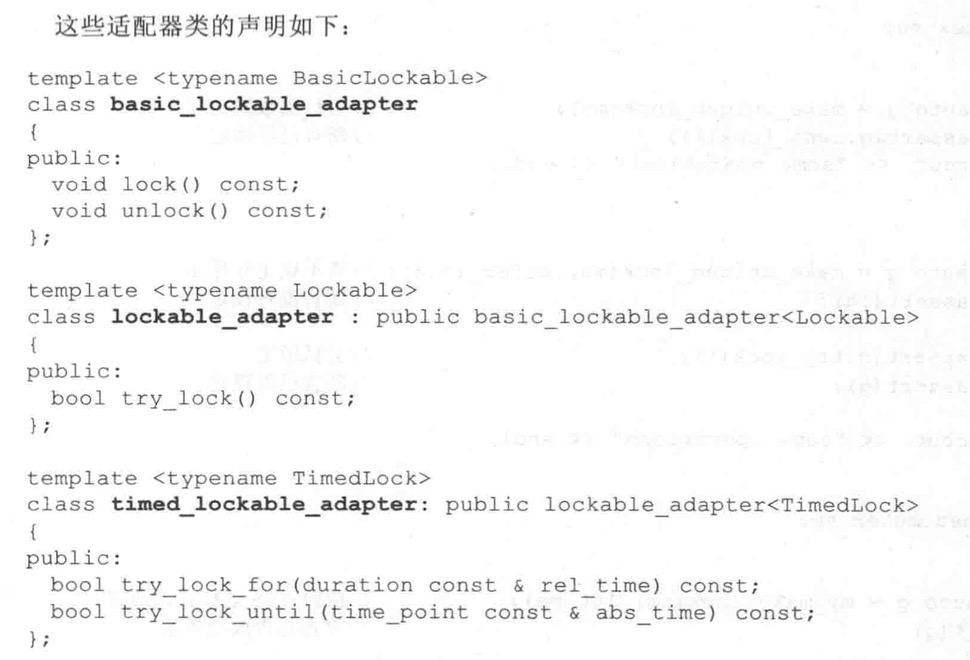 这些适配器类的声明如下:
template <typename BasicLockable>
class basic_lockable_adapter
{
public:
  void lock() const;
  void unlock() const;
};
template <typename Lockable>
class lockable_adapter : public basic_lockable_adapter<Lockable>
{
public:
  bool try_lock() const;
};
template <typename TimedLock>
class timed_lockable_adapter: public lockable_adapter<TimedLock>
{
public:
  bool try_lock_for(duration const & rel_time) const;
  bool try_lock_until(time_point const & abs_time) const;
};